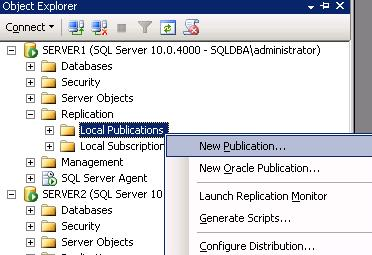 Object Explorer
Connect
SERVER1 (SQL Server 10.0.4000 - SQLDBA\administrator)
Databases
Security
Server Objects
Replication
Local Publications
New Publication...
Local Subscription
New Oracle Publication...
Management
SQL Server Agent
Launch Replication Monitor
SERVER2 (SQL Server 10
Databases
Generate Scripts...
Security
Server Objects
Configure Distribution...
Replication